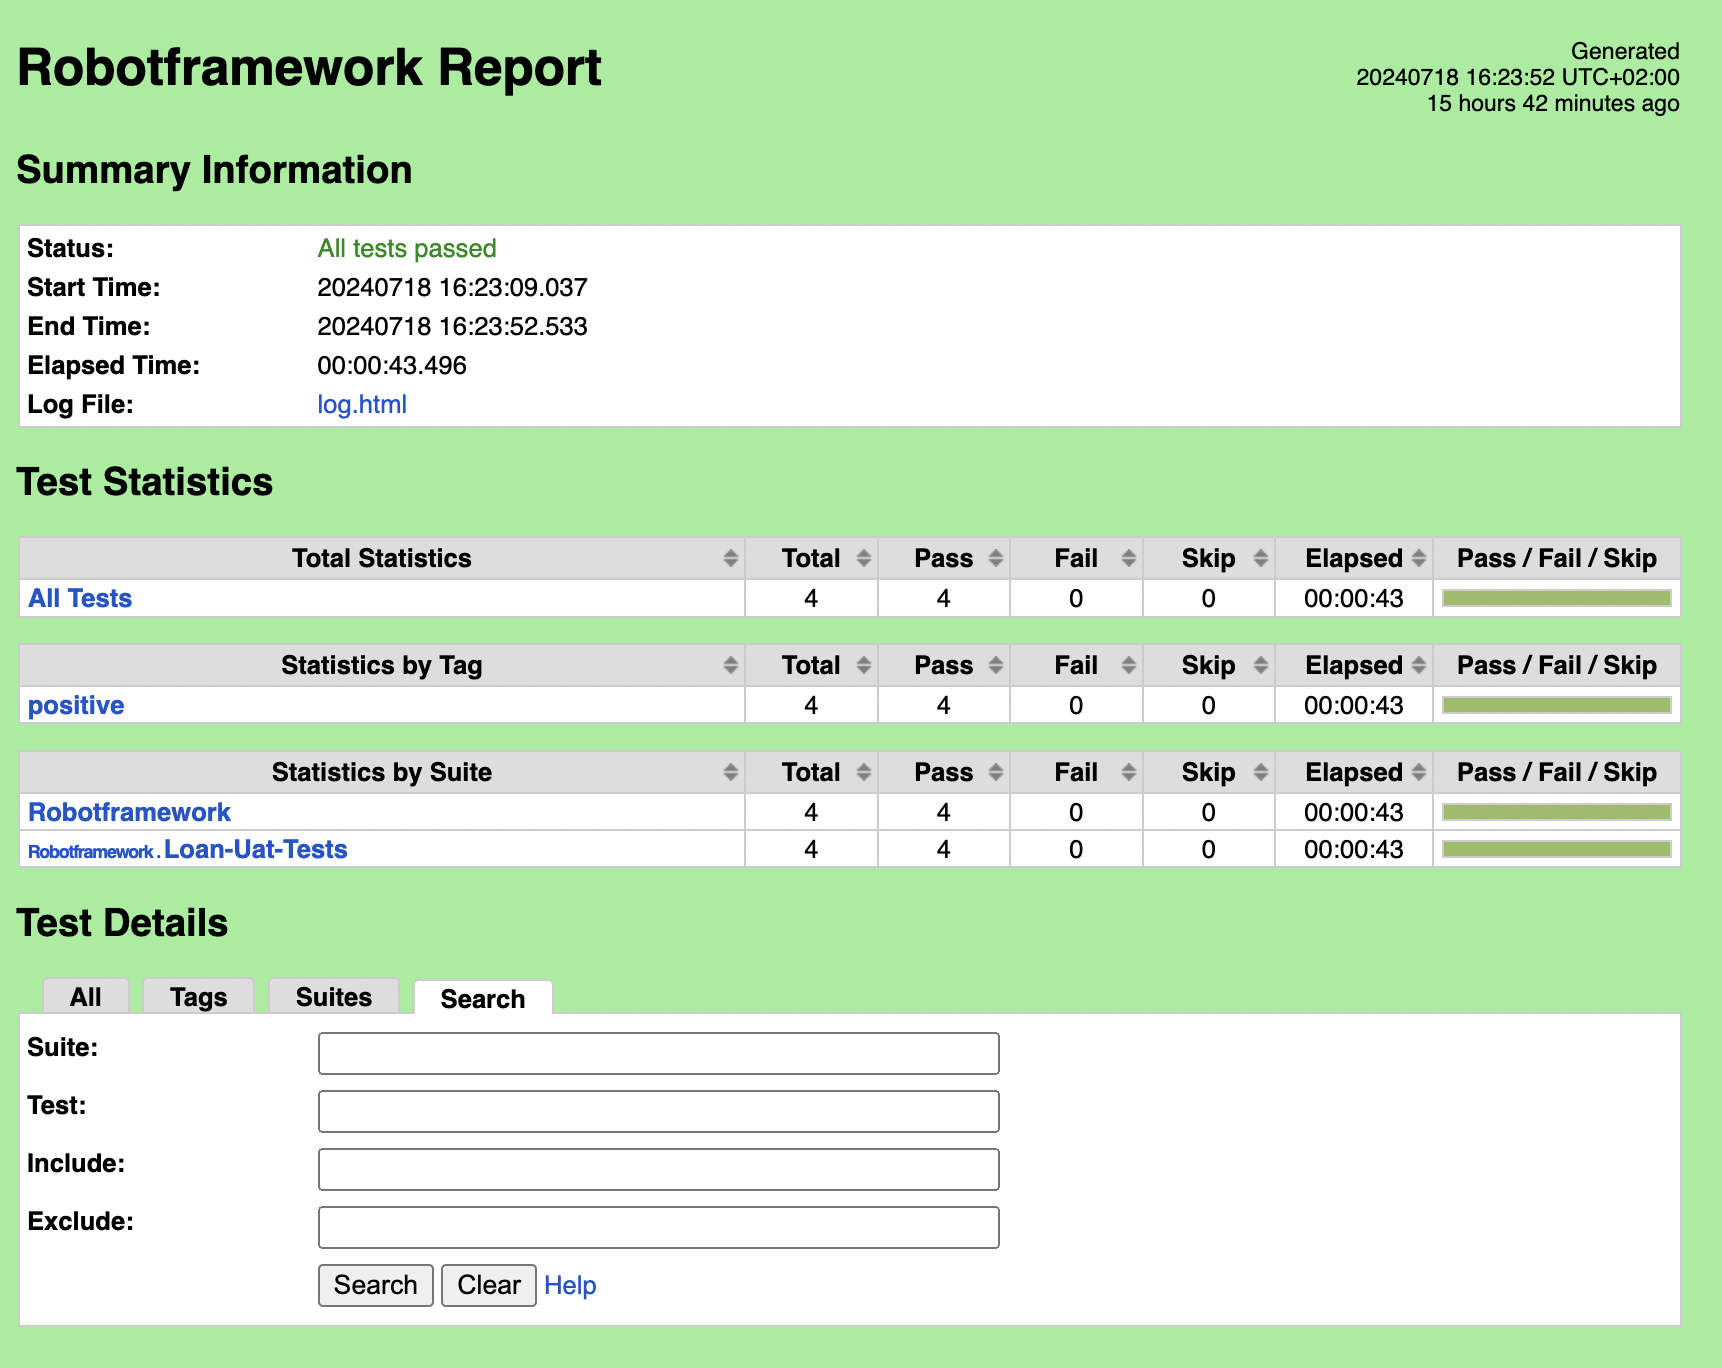 Robotframework Report
Generated
20240718 16:23:52 UTC+02:00
15 hours 42 minutes ago
Summary Information
Status: All tests passed
Start Time: 20240718 16:23:09.037
End Time: 20240718 16:23:52.533
Elapsed Time: 00:00:43.496
Log File: log.html
Test Statistics
Total Statistics Total Pass Fail Skip Elapsed Pass / Fail / Skip
All Tests 4 4 0 0 00:00:43
Statistics by Tag Total Pass Fail Skip Elapsed Pass / Fail / Skip
positive 4 4 0 0 00:00:43
Statistics by Suite Total Pass Fail Skip Elapsed Pass / Fail / Skip
Robotframework 4 4 0 0 00:00:43
Robotframework . Loan-Uat-Tests 4 4 0 0 00:00:43
Test Details
All Tags Suites Search
Suite:
Test:
Include:
Exclude:
Search Clear Help